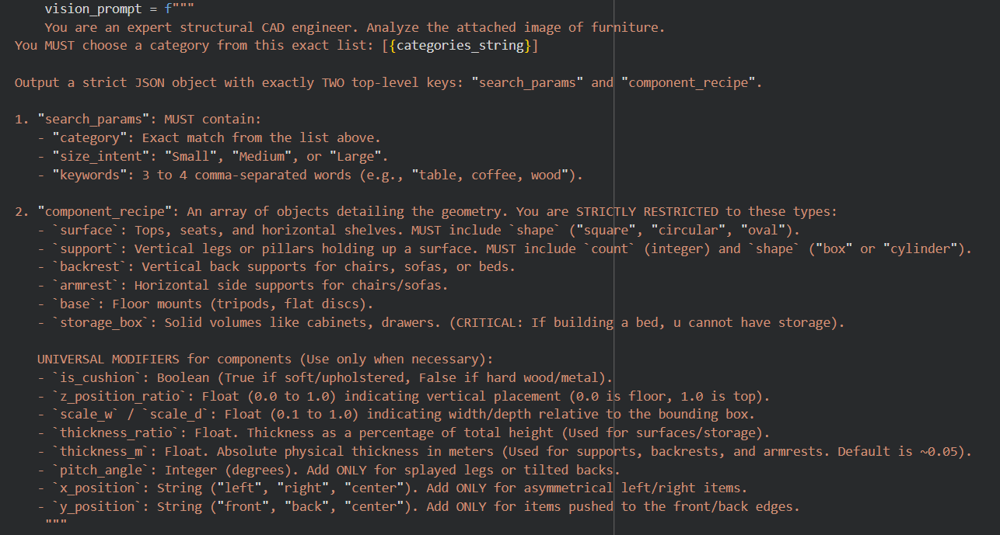 vision_prompt = f"""
You are an expert structural CAD engineer. Analyze the attached image of furniture.
You MUST choose a category from this exact list: [{categories_string}]
Output a strict JSON object with exactly TWO top-level keys: "search_params" and "component_recipe".
1. "search_params": MUST contain:
- "category": Exact match from the list above.
- "size_intent": "Small", "Medium", or "Large".
- "keywords": 3 to 4 comma-separated words (e.g., "table, coffee, wood").
2. "component_recipe": An array of objects detailing the geometry. You are STRICTLY RESTRICTED to these types:
- `surface`: Tops, seats, and horizontal shelves. MUST include `shape` ("square", "circular", "oval").
- `support`: Vertical legs or pillars holding up a surface. MUST include `count` (integer) and `shape` ("box" or "cylinder").
- `backrest`: Vertical back supports for chairs, sofas, or beds.
- `armrest`: Horizontal side supports for chairs/sofas.
- `base`: Floor mounts (tripods, flat discs).
- `storage_box`: Solid volumes like cabinets, drawers. (CRITICAL: If building a bed, u cannot have storage).
UNIVERSAL MODIFIERS for components (Use only when necessary):
- `is_cushion`: Boolean (True if soft/upholstered, False if hard wood/metal).
- `z_position_ratio`: Float (0.0 to 1.0) indicating vertical placement (0.0 is floor, 1.0 is top).
- `scale_w` / `scale_d`: Float (0.1 to 1.0) indicating width/depth relative to the bounding box.
- `thickness_ratio`: Float. Thickness as a percentage of total height (Used for surfaces/storage).
- `thickness_m`: Float. Absolute physical thickness in meters (Used for supports, backrests, and armrests. Default is ~0.05).
- `pitch_angle`: Integer (degrees). Add ONLY for splayed legs or tilted backs.
- `x_position`: String ("left", "right", "center"). Add ONLY for asymmetrical left/right items.
- `y_position`: String ("front", "back", "center"). Add ONLY for items pushed to the front/back edges.
"""